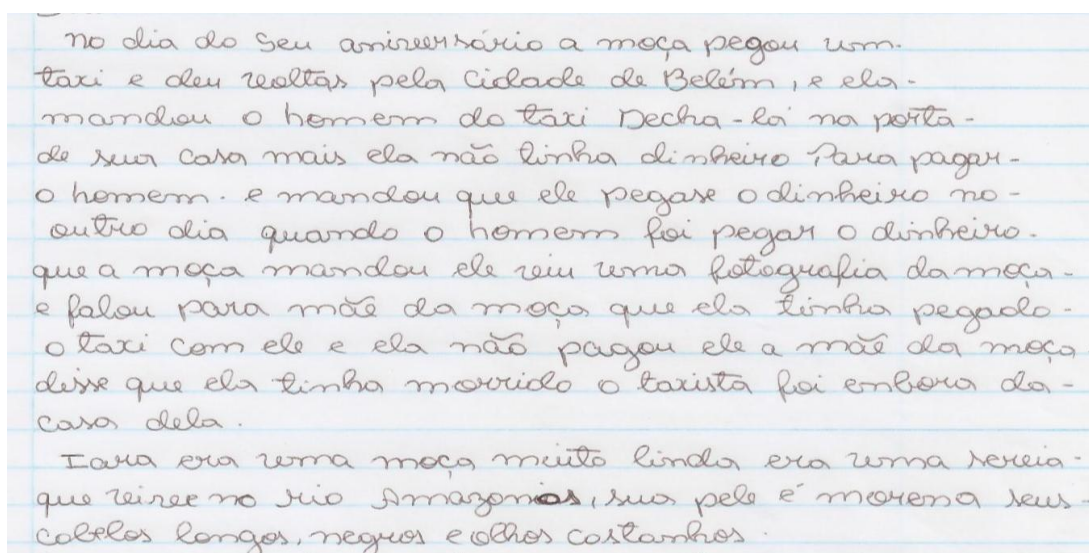 no dia do seu aniversário a moça pegou um.
taxi e deu voltas pela Cidade de Belém, e ela-
mandou o homem do taxi Decha-lá na porta-
de sua casa mais ela não tinha dinheiro Para pagar-
o homem. e mandou que ele pegase o dinheiro no-
outro dia quando o homem foi pegar o dinheiro.
que a moça mandou ele viu uma fotografia da moça-
e falou para mãe da moça que ela tinha pegado-
o taxi com ele e ela não pagou ele a mãe da moça
disse que ela tinha morrido o taxista foi embora da-
casa dela.
Iara era uma moça muito linda era uma sereia-
que vive no rio Amazonas, sua pele é morena seus-
cabelos longos, negros e olhos castanhos.